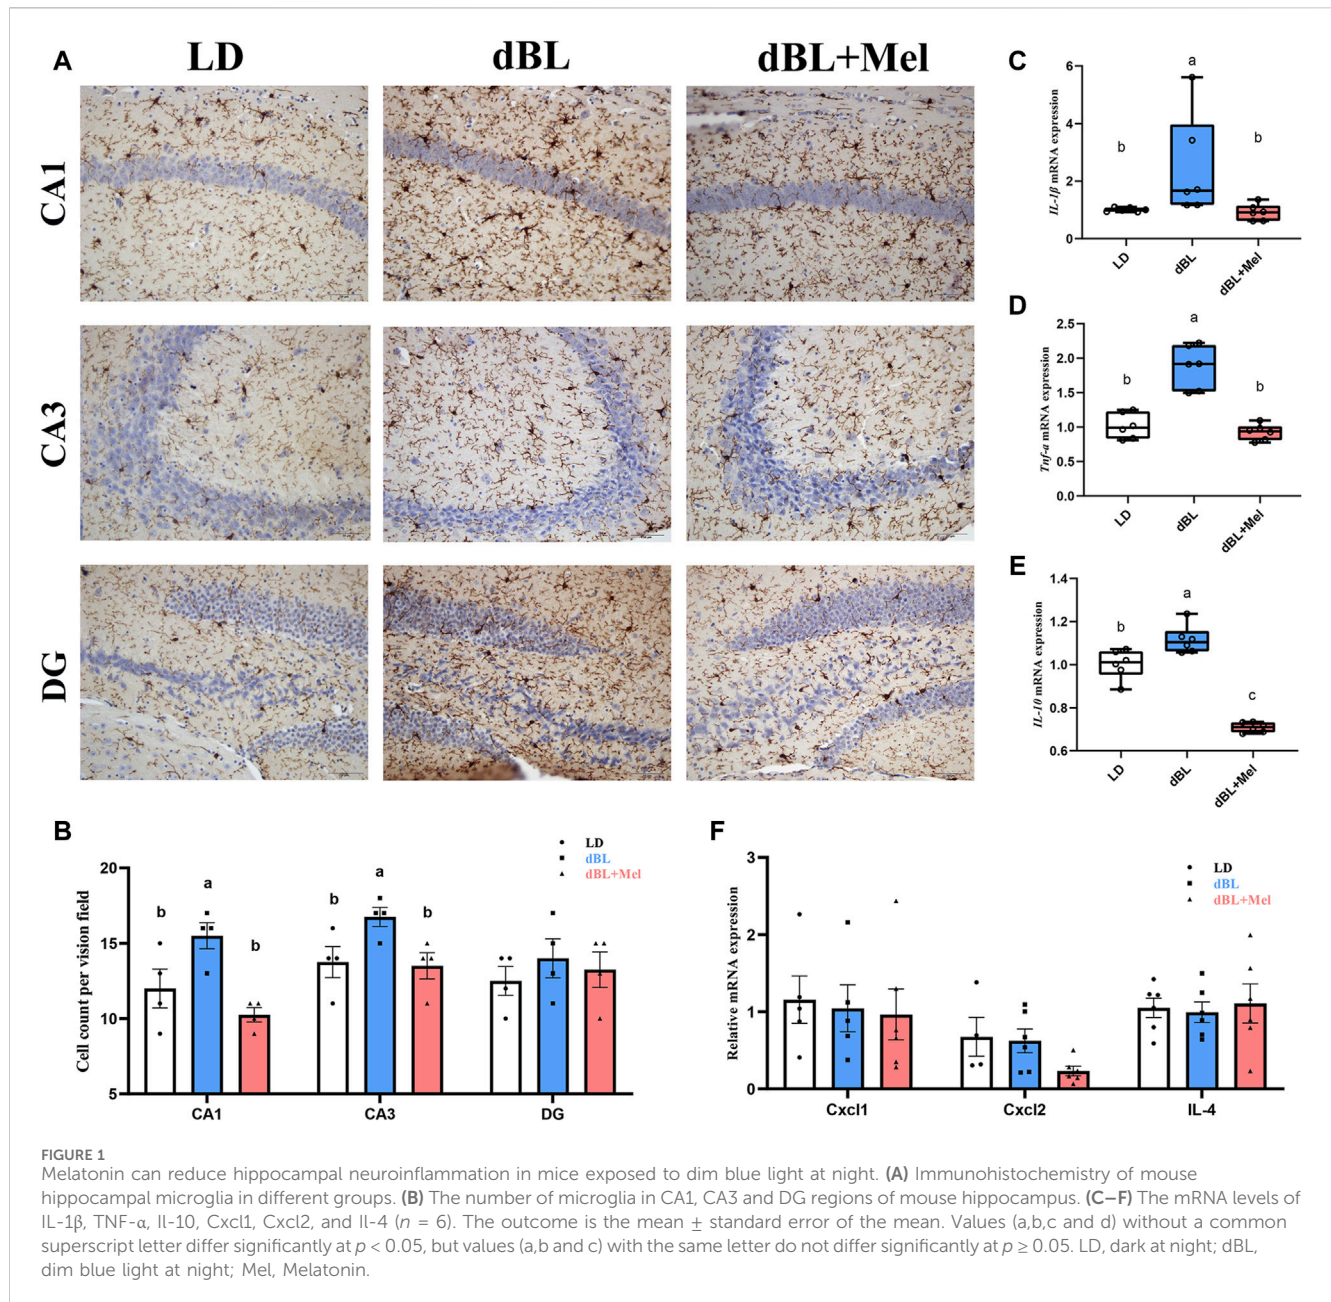 A
LD
dBL
dBL+Mel
CA1
CA3
DG
B
Cell count per vision field
20
15
10
5
b
a
b
b
a
b
LD
dBL
dBL+Mel
CA1
CA3
DG
C
IL-1β mRNA expression
6
4
2
0
b
a
b
LD
dBL
dBL+Mel
D
Tnf-α mRNA expression
2.5
2.0
1.5
1.0
0.5
0.0
b
a
b
LD
dBL
dBL+Mel
E
IL-10 mRNA expression
1.4
1.2
1.0
0.8
0.6
b
a
c
LD
dBL
dBL+Mel
F
Relative mRNA expression
3
2
1
0
LD
dBL
dBL+Mel
Cxcl1
Cxcl2
IL-4
FIGURE 1
Melatonin can reduce hippocampal neuroinflammation in mice exposed to dim blue light at night. (A) Immunohistochemistry of mouse
hippocampal microglia in different groups. (B) The number of microglia in CA1, CA3 and DG regions of mouse hippocampus. (C–F) The mRNA levels of
IL-1β, TNF-α, Il-10, Cxcl1, Cxcl2, and Il-4 (n = 6). The outcome is the mean ± standard error of the mean. Values (a,b,c and d) without a common
superscript letter differ significantly at p < 0.05, but values (a,b and c) with the same letter do not differ significantly at p ≥ 0.05. LD, dark at night; dBL,
dim blue light at night; Mel, Melatonin.